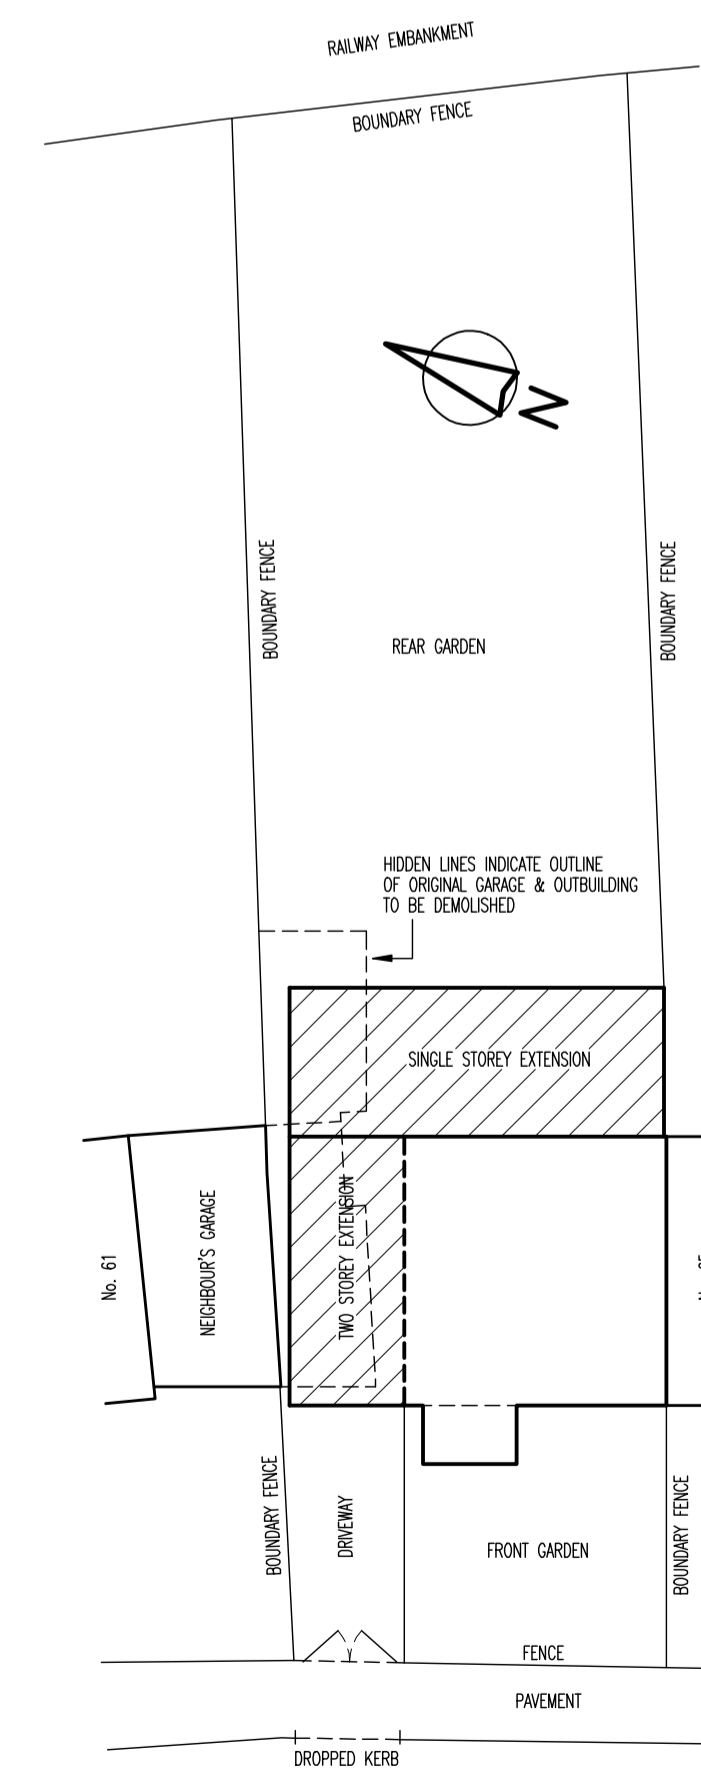 RAILWAY EMBANKMENT
BOUNDARY FENCE
N
BOUNDARY FENCE
BOUNDARY FENCE
REAR GARDEN
HIDDEN LINES INDICATE OUTLINE
OF ORIGINAL GARAGE & OUTBUILDING
TO BE DEMOLISHED
SINGLE STOREY EXTENSION
No. 61
NEIGHBOUR'S GARAGE
TWO STOREY EXTENSION
BOUNDARY FENCE
DRIVEWAY
FRONT GARDEN
BOUNDARY FENCE
FENCE
PAVEMENT
DROPPED KERB